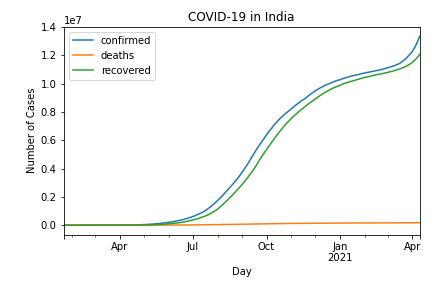 COVID-19 in India
1e7
1.4
1.2
1.0
0.8
0.6
0.4
0.2
0.0
Number of Cases
confirmed
deaths
recovered
Apr
Jul
Oct
Jan
2021
Apr
Day